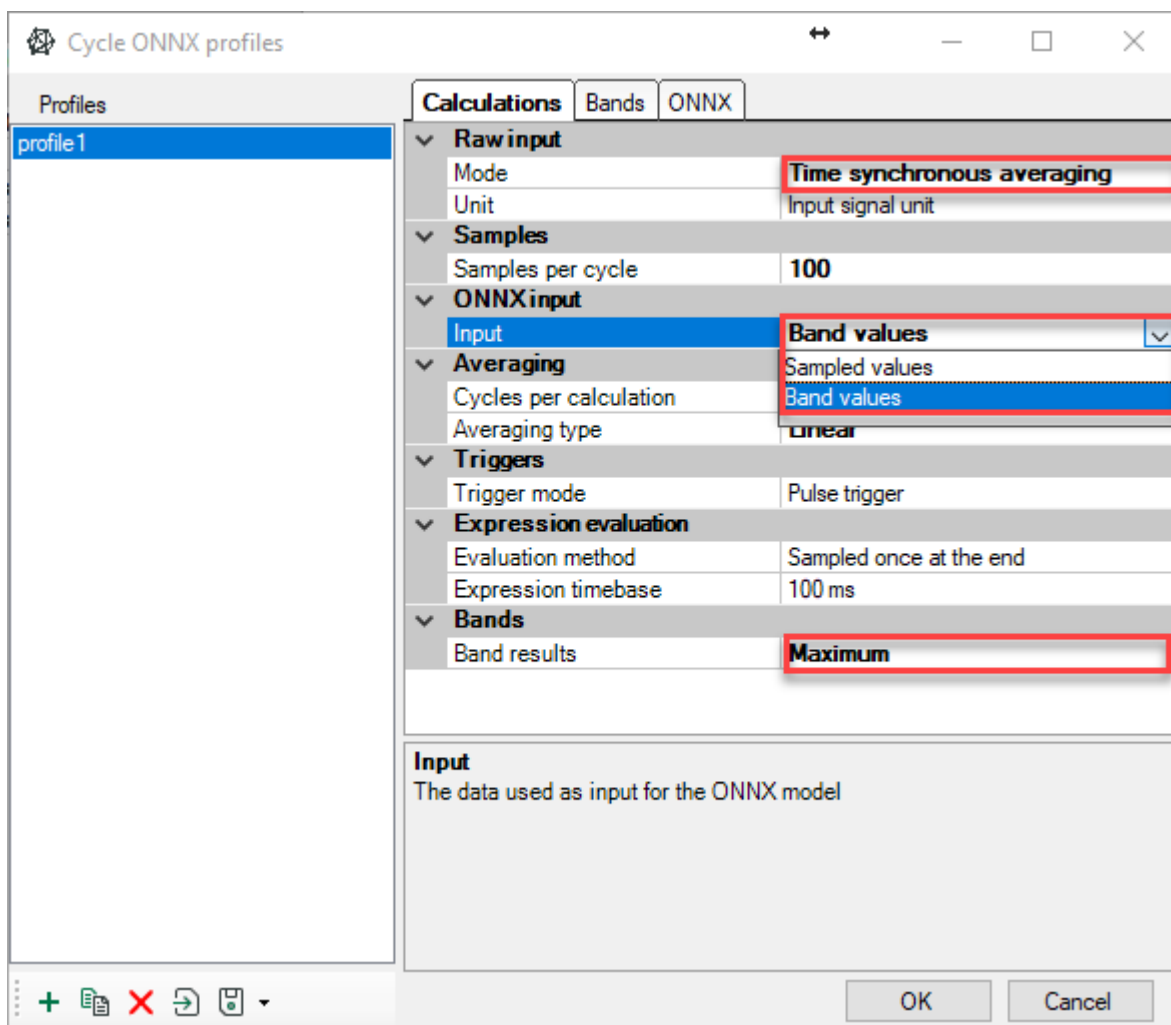 Cycle ONNX profiles
Profiles
profile1
Calculations Bands ONNX
Raw input
Mode Time synchronous averaging
Unit Input signal unit
Samples
Samples per cycle 100
ONNX input
Input Band values
Sampled values
Averaging
Band values
Cycles per calculation
Averaging type Linear
Triggers
Trigger mode Pulse trigger
Expression evaluation
Evaluation method Sampled once at the end
Expression timebase 100 ms
Bands
Band results Maximum
Input
The data used as input for the ONNX model
OK Cancel